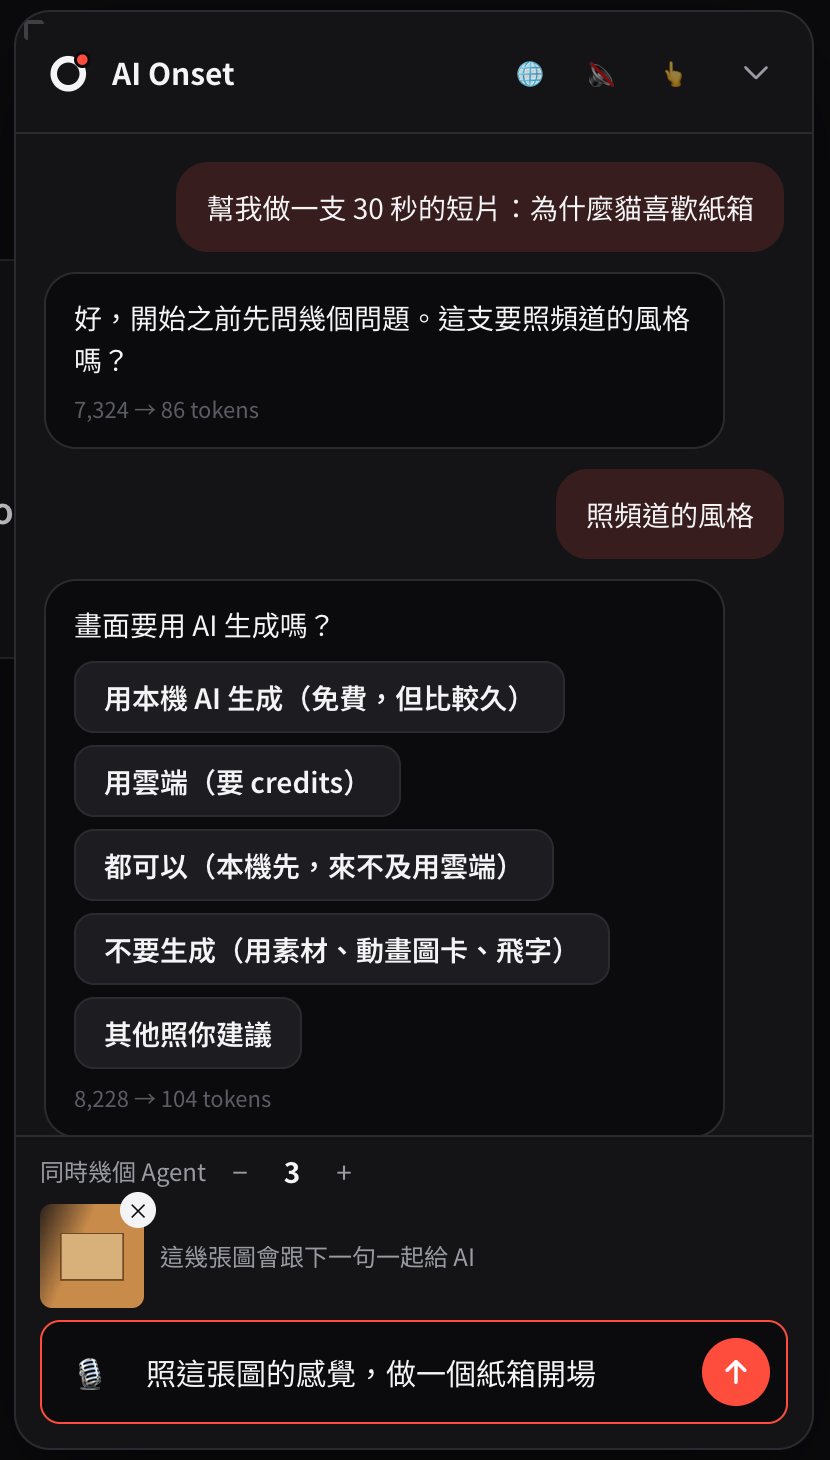 AI Onset
幫我做一支 30 秒的短片：為什麼貓喜歡紙箱
好，開始之前先問幾個問題。這支要照頻道的風格
嗎？
7,324 → 86 tokens
照頻道的風格
畫面要用 AI 生成嗎？
用本機 AI 生成（免費，但比較久）
用雲端（要 credits）
都可以（本機先，來不及用雲端）
不要生成（用素材、動畫圖卡、飛字）
其他照你建議
8,228 → 104 tokens
同時幾個 Agent − 3 +
這幾張圖會跟下一句一起給 AI
照這張圖的感覺，做一個紙箱開場